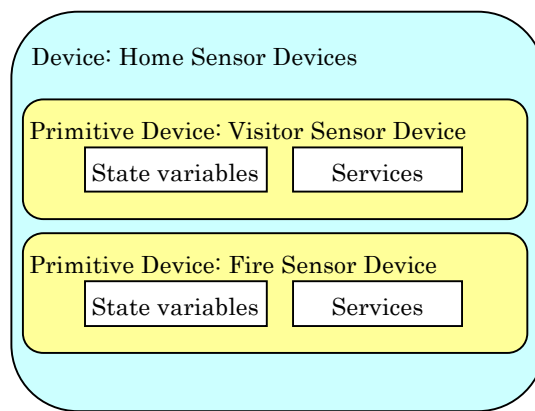 Device: Home Sensor Devices
Primitive Device: Visitor Sensor Device
State variables Services
Primitive Device: Fire Sensor Device
State variables Services